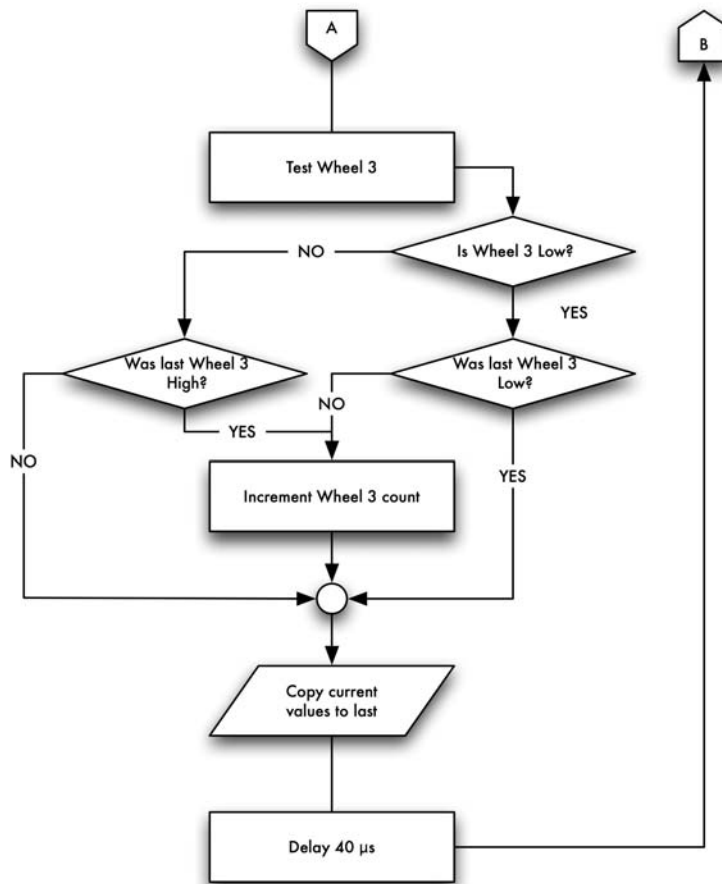 A
B
Test Wheel 3
Is Wheel 3 Low?
NO
YES
Was last Wheel 3
High?
Was last Wheel 3
Low?
NO
YES
NO
YES
Increment Wheel 3 count
Copy current
values to last
Delay 40 µs